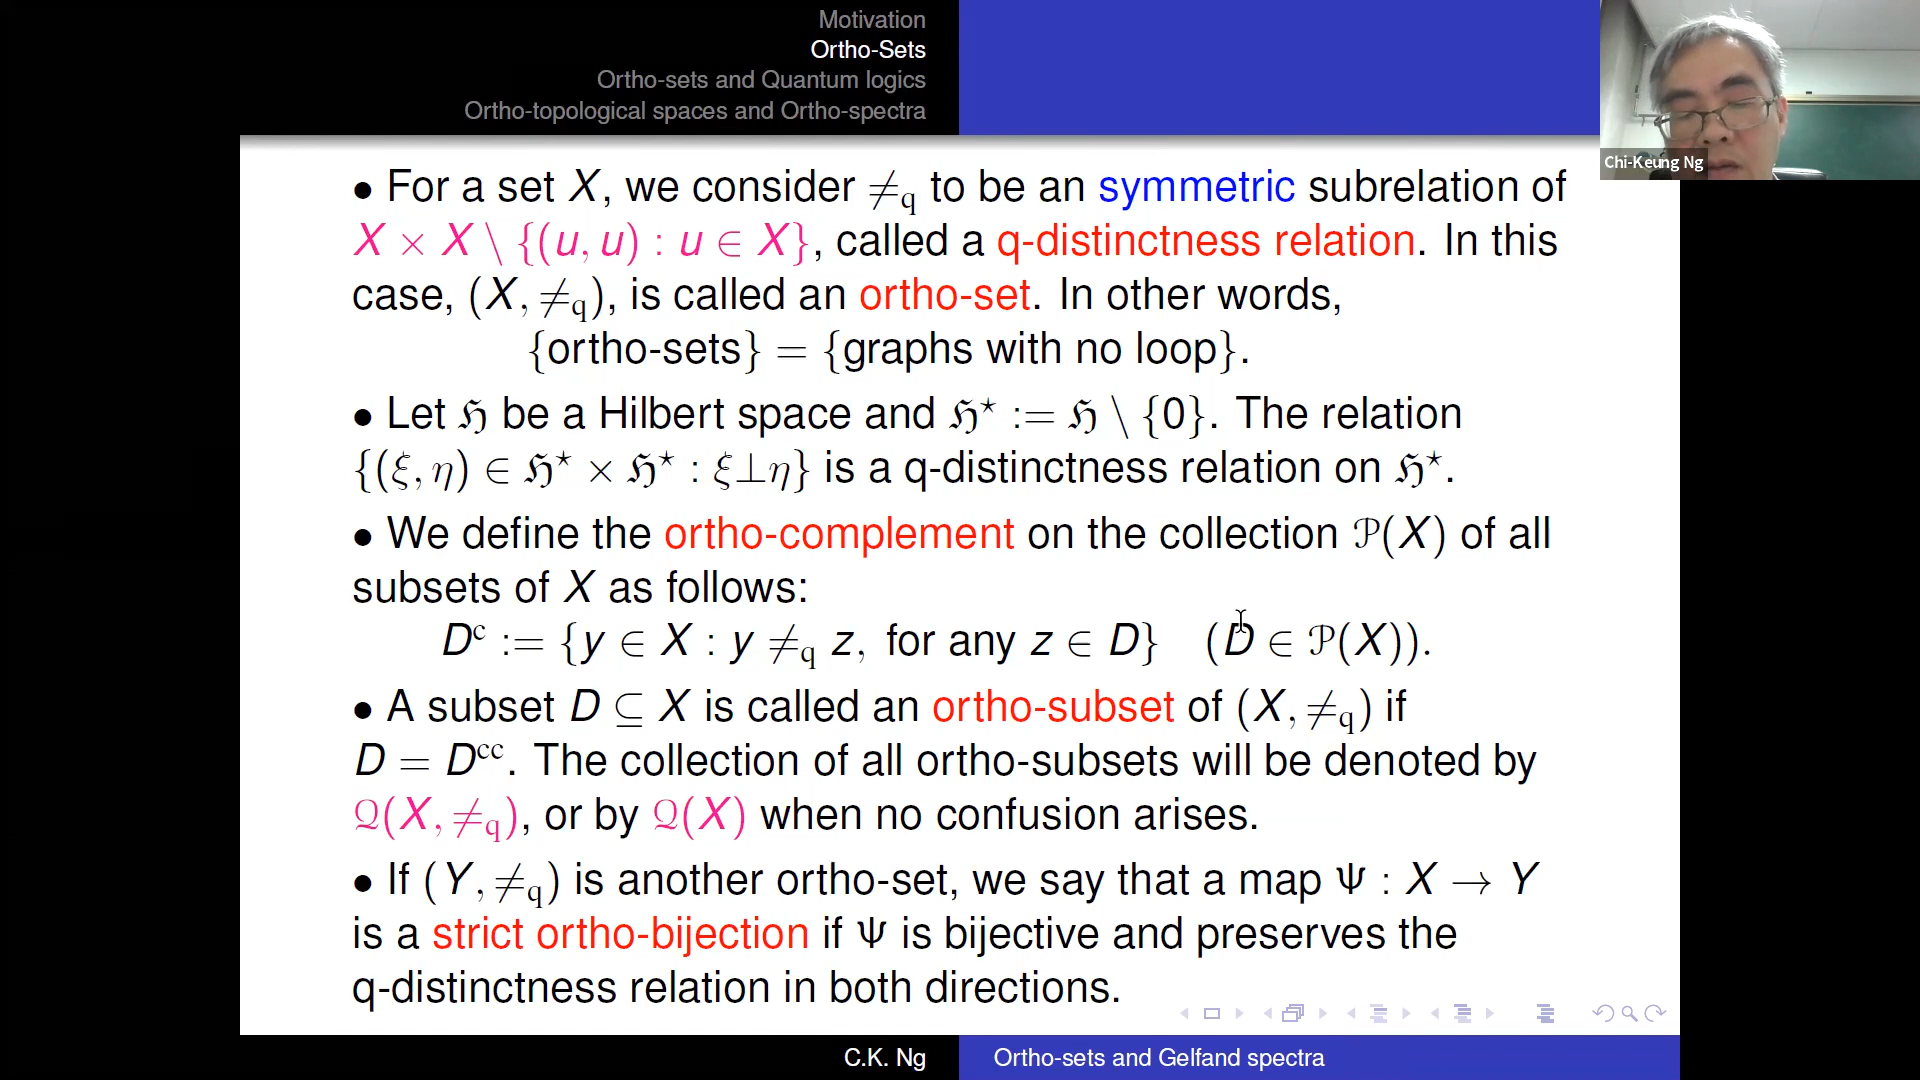 Motivation
Ortho-Sets
Ortho-sets and Quantum logics
Ortho-topological spaces and Ortho-spectra
Chi-Keung Ng
• For a set X, we consider ≠q to be an symmetric subrelation of
X × X \ {(u, u) : u ∈ X}, called a q-distinctness relation. In this
case, (X, ≠q), is called an ortho-set. In other words,
{ortho-sets} = {graphs with no loop}.
• Let ℌ be a Hilbert space and ℌ⋆ := ℌ \ {0}. The relation
{(ξ, η) ∈ ℌ⋆ × ℌ⋆ : ξ⊥η} is a q-distinctness relation on ℌ⋆.
• We define the ortho-complement on the collection 𝒫(X) of all
subsets of X as follows:
Dᶜ := {y ∈ X : y ≠q z, for any z ∈ D} (D ∈ 𝒫(X)).
• A subset D ⊆ X is called an ortho-subset of (X, ≠q) if
D = Dᶜᶜ. The collection of all ortho-subsets will be denoted by
𝒬(X, ≠q), or by 𝒬(X) when no confusion arises.
• If (Y, ≠q) is another ortho-set, we say that a map Ψ : X → Y
is a strict ortho-bijection if Ψ is bijective and preserves the
q-distinctness relation in both directions.
C.K. Ng
Ortho-sets and Gelfand spectra